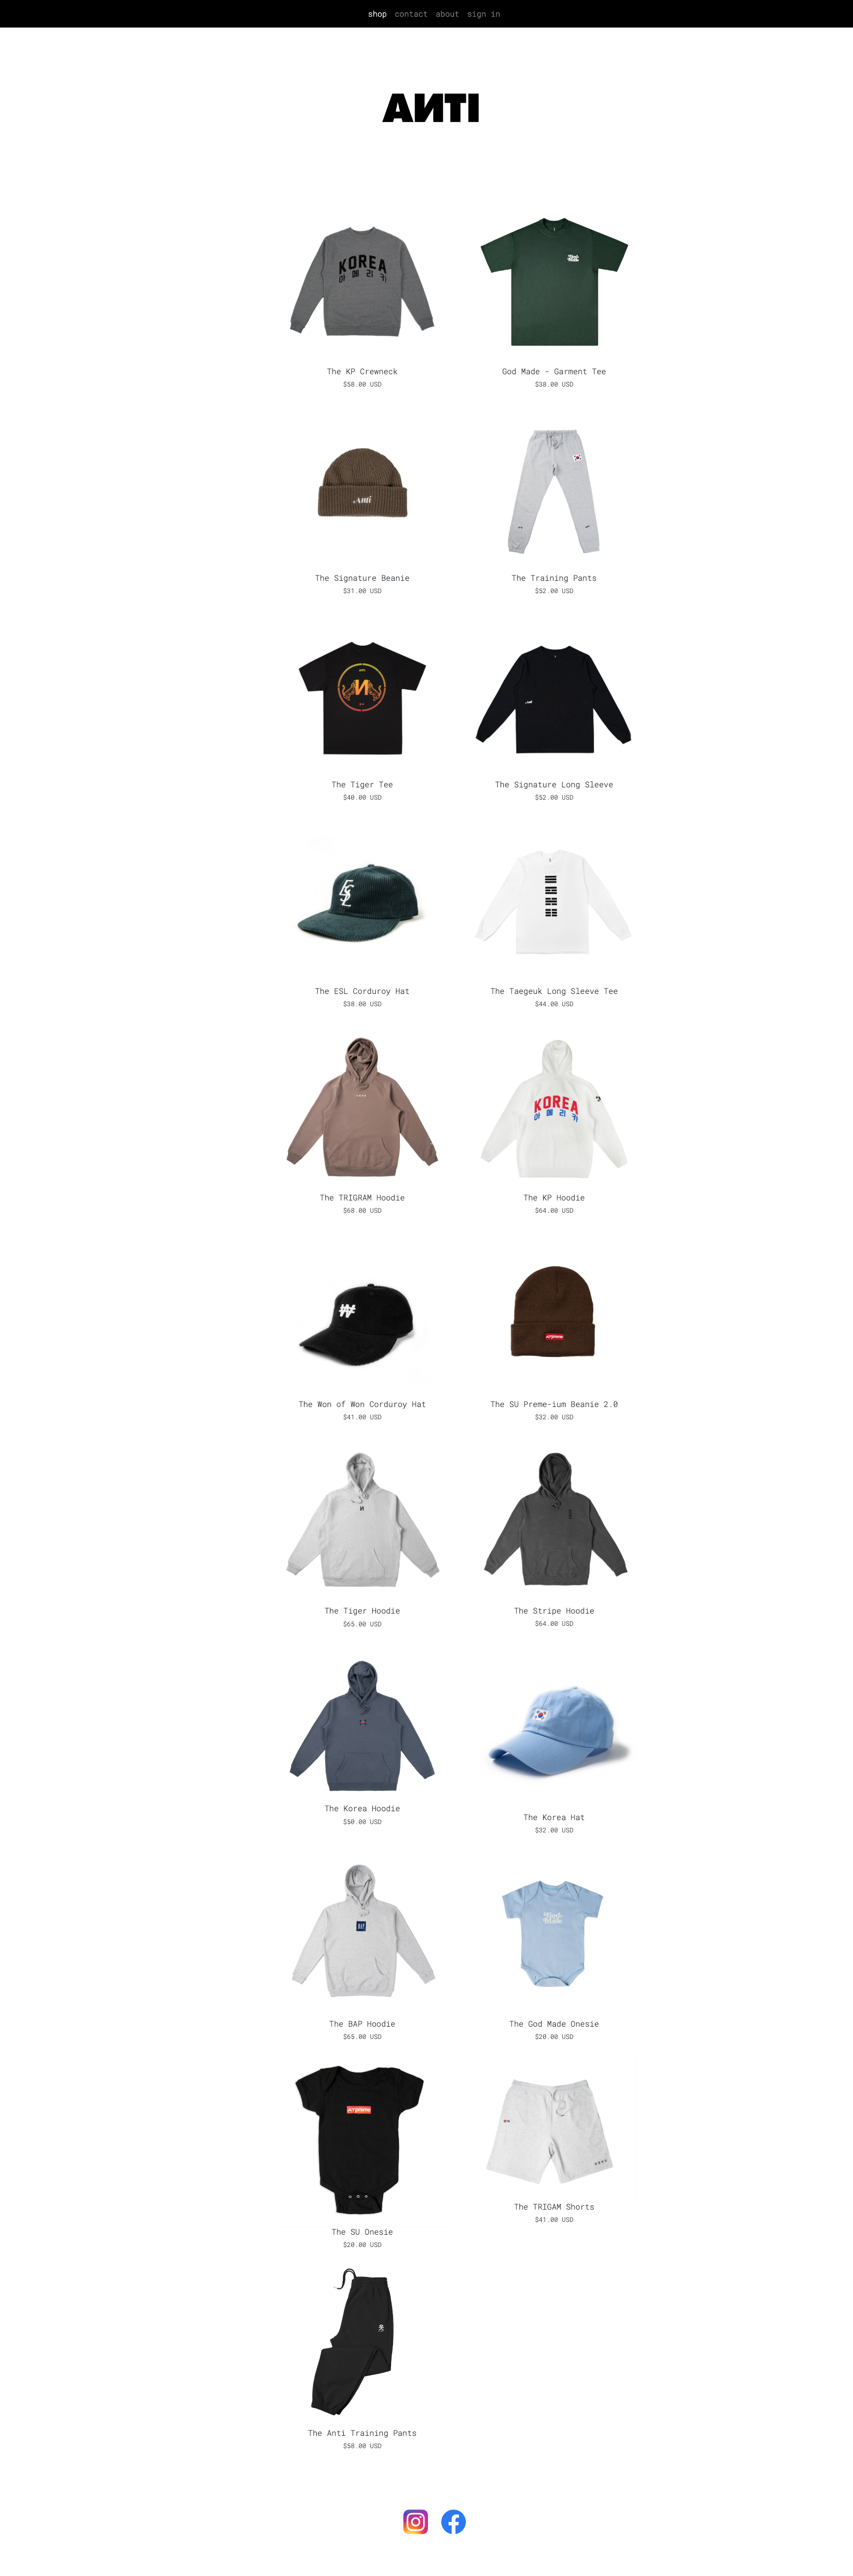 shop contact about sign in
AИTI
KOREA
아메리카
The KP Crewneck
$58.00 USD
God Made - Garment Tee
$38.00 USD
Anti
The Signature Beanie
$31.00 USD
The Training Pants
$52.00 USD
И
The Tiger Tee
$40.00 USD
The Signature Long Sleeve
$52.00 USD
ESL
The ESL Corduroy Hat
$38.00 USD
The Taegeuk Long Sleeve Tee
$44.00 USD
The TRIGRAM Hoodie
$68.00 USD
KOREA
아메리카
The KP Hoodie
$64.00 USD
₩
The Won of Won Corduroy Hat
$41.00 USD
The SU Preme-ium Beanie 2.0
$32.00 USD
И
The Tiger Hoodie
$65.00 USD
The Stripe Hoodie
$64.00 USD
The Korea Hoodie
$50.00 USD
The Korea Hat
$32.00 USD
BAP
The BAP Hoodie
$65.00 USD
God
Made
The God Made Onesie
$20.00 USD
The SU Onesie
$20.00 USD
The TRIGAM Shorts
$41.00 USD
The Anti Training Pants
$58.00 USD